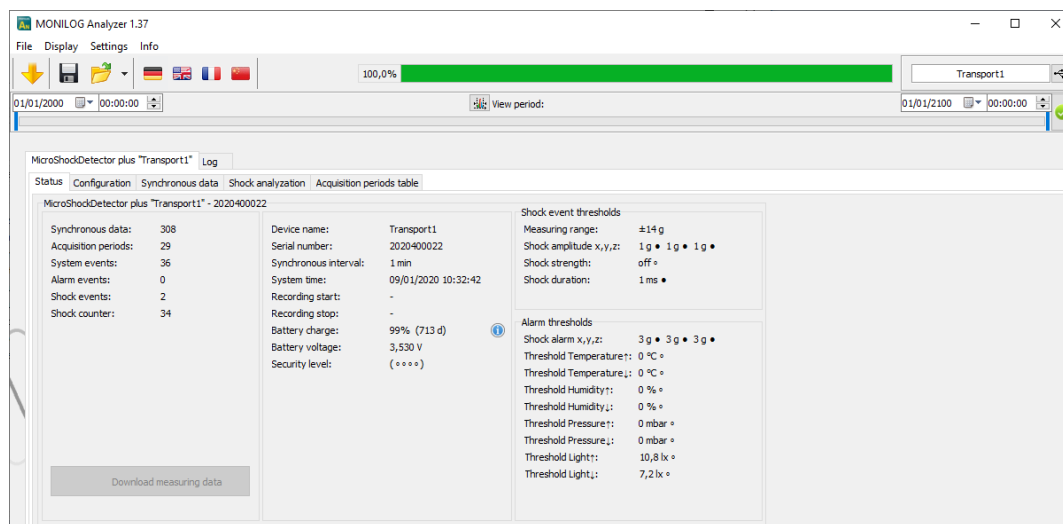 MONILOG Analyzer 1.37
File Display Settings Info
100,0%
Transport1
01/01/2000 00:00:00
View period:
01/01/2100 00:00:00
MicroShockDetector plus "Transport1" Log
Status Configuration Synchronous data Shock analyzation Acquisition periods table
MicroShockDetector plus "Transport1" - 2020400022
Synchronous data: 308
Acquisition periods: 29
System events: 36
Alarm events: 0
Shock events: 2
Shock counter: 34
Download measuring data
Device name: Transport1
Serial number: 2020400022
Synchronous interval: 1 min
System time: 09/01/2020 10:32:42
Recording start: -
Recording stop: -
Battery charge: 99% (713 d)
Battery voltage: 3,530 V
Security level: (∘∘∘∘)
Shock event thresholds
Measuring range: ±14 g
Shock amplitude x,y,z: 1 g • 1 g • 1 g •
Shock strength: off ∘
Shock duration: 1 ms •
Alarm thresholds
Shock alarm x,y,z: 3 g • 3 g • 3 g •
Threshold Temperature↑: 0 °C ∘
Threshold Temperature↓: 0 °C ∘
Threshold Humidity↑: 0 % ∘
Threshold Humidity↓: 0 % ∘
Threshold Pressure↑: 0 mbar ∘
Threshold Pressure↓: 0 mbar ∘
Threshold Light↑: 10,8 lx ∘
Threshold Light↓: 7,2 lx ∘